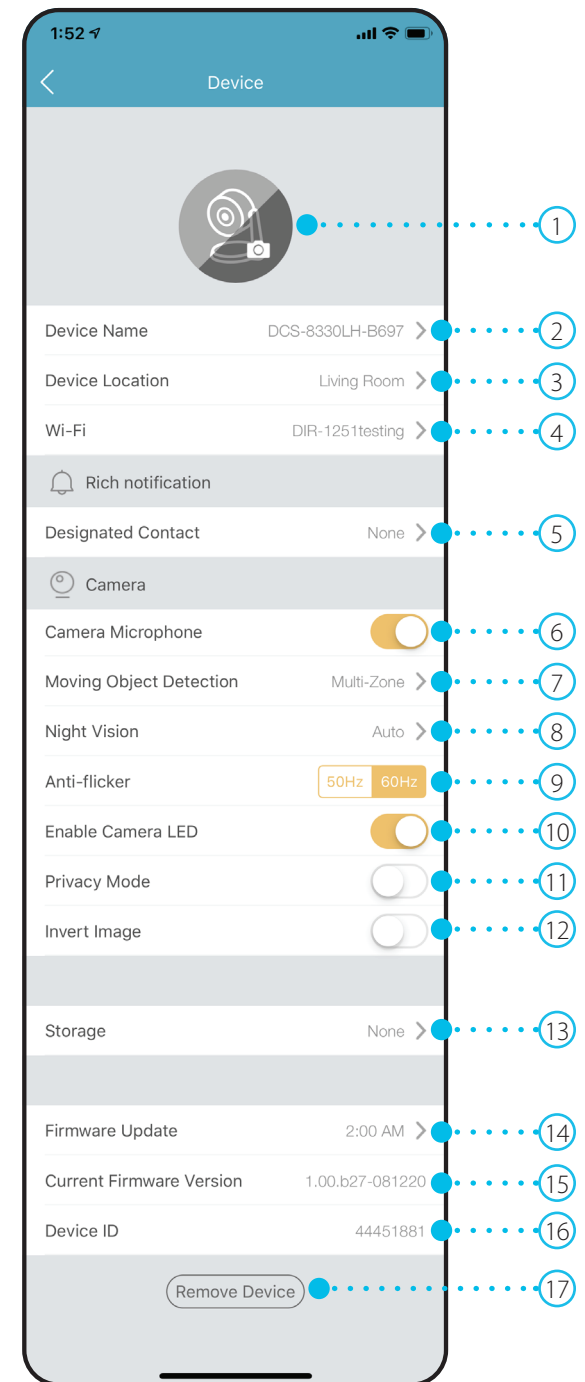 1:52
Device
1
Device Name DCS-8330LH-B697 2
Device Location Living Room 3
Wi-Fi DIR-1251testing 4
Rich notification
Designated Contact None 5
Camera
Camera Microphone 6
Moving Object Detection Multi-Zone 7
Night Vision Auto 8
Anti-flicker 50Hz 60Hz 9
Enable Camera LED 10
Privacy Mode 11
Invert Image 12
Storage None 13
Firmware Update 2:00 AM 14
Current Firmware Version 1.00.b27-081220 15
Device ID 44451881 16
Remove Device 17